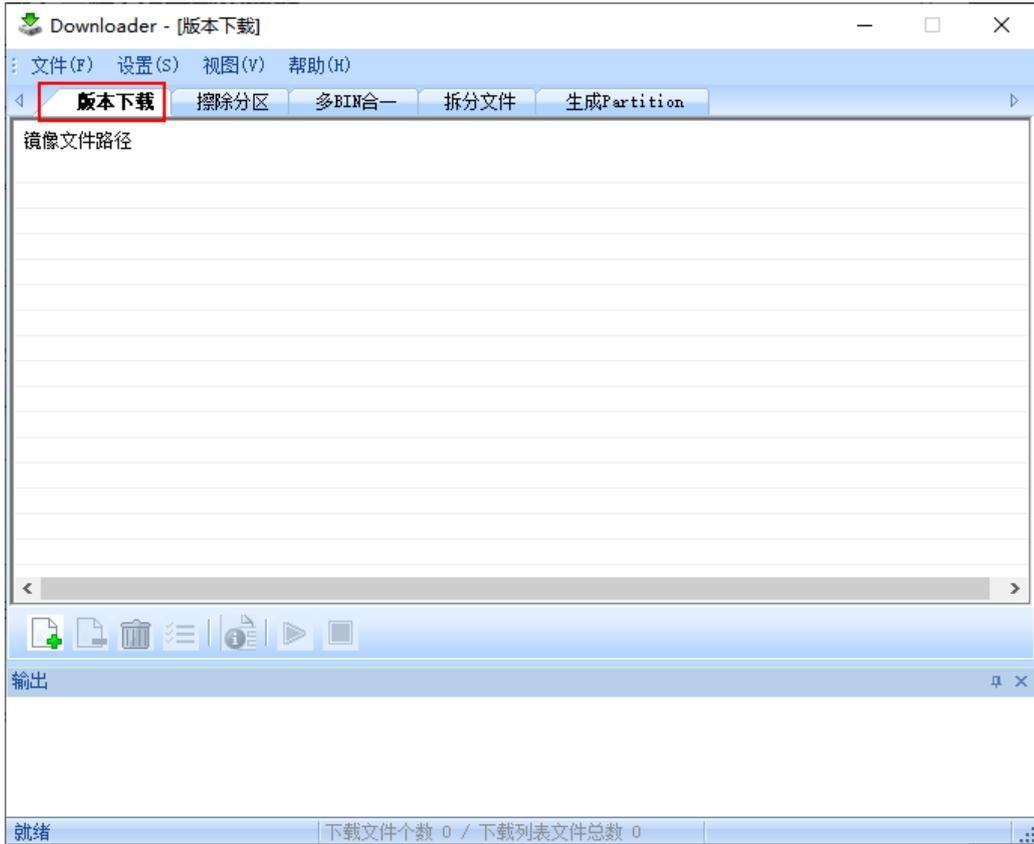 Downloader - [版本下载]
文件(F) 设置(S) 视图(V) 帮助(H)
版本下载 擦除分区 多BIN合一 拆分文件 生成Partition
镜像文件路径
输出
就绪 下载文件个数 0 / 下载列表文件总数 0